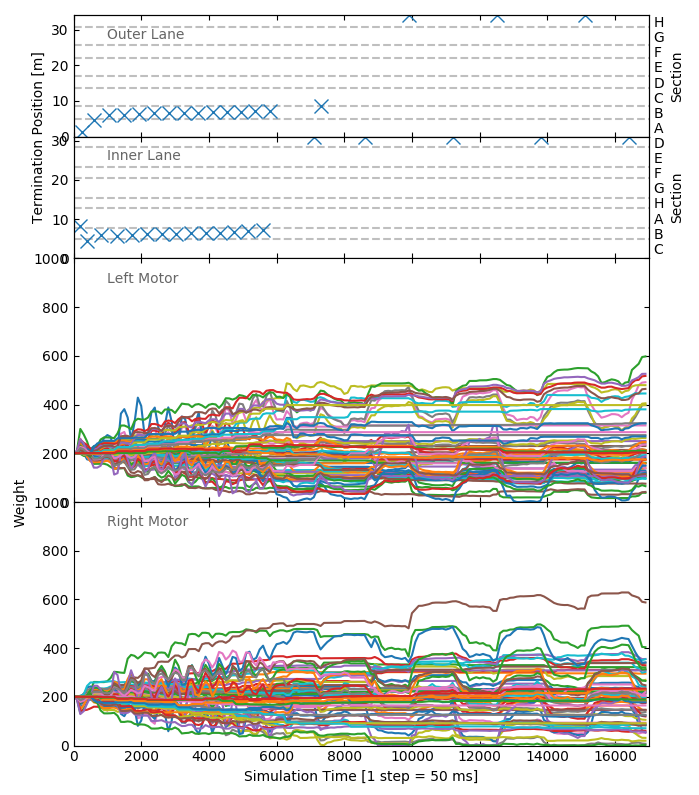 Outer Lane
Termination Position [m]
30
20
10
0
H
G
F
E
D
C
B
A
Section
Inner Lane
30
20
10
0
D
E
F
G
H
A
B
C
Section
Left Motor
1000
800
600
400
200
0
Weight
Right Motor
1000
800
600
400
200
0
0 2000 4000 6000 8000 10000 12000 14000 16000
Simulation Time [1 step = 50 ms]